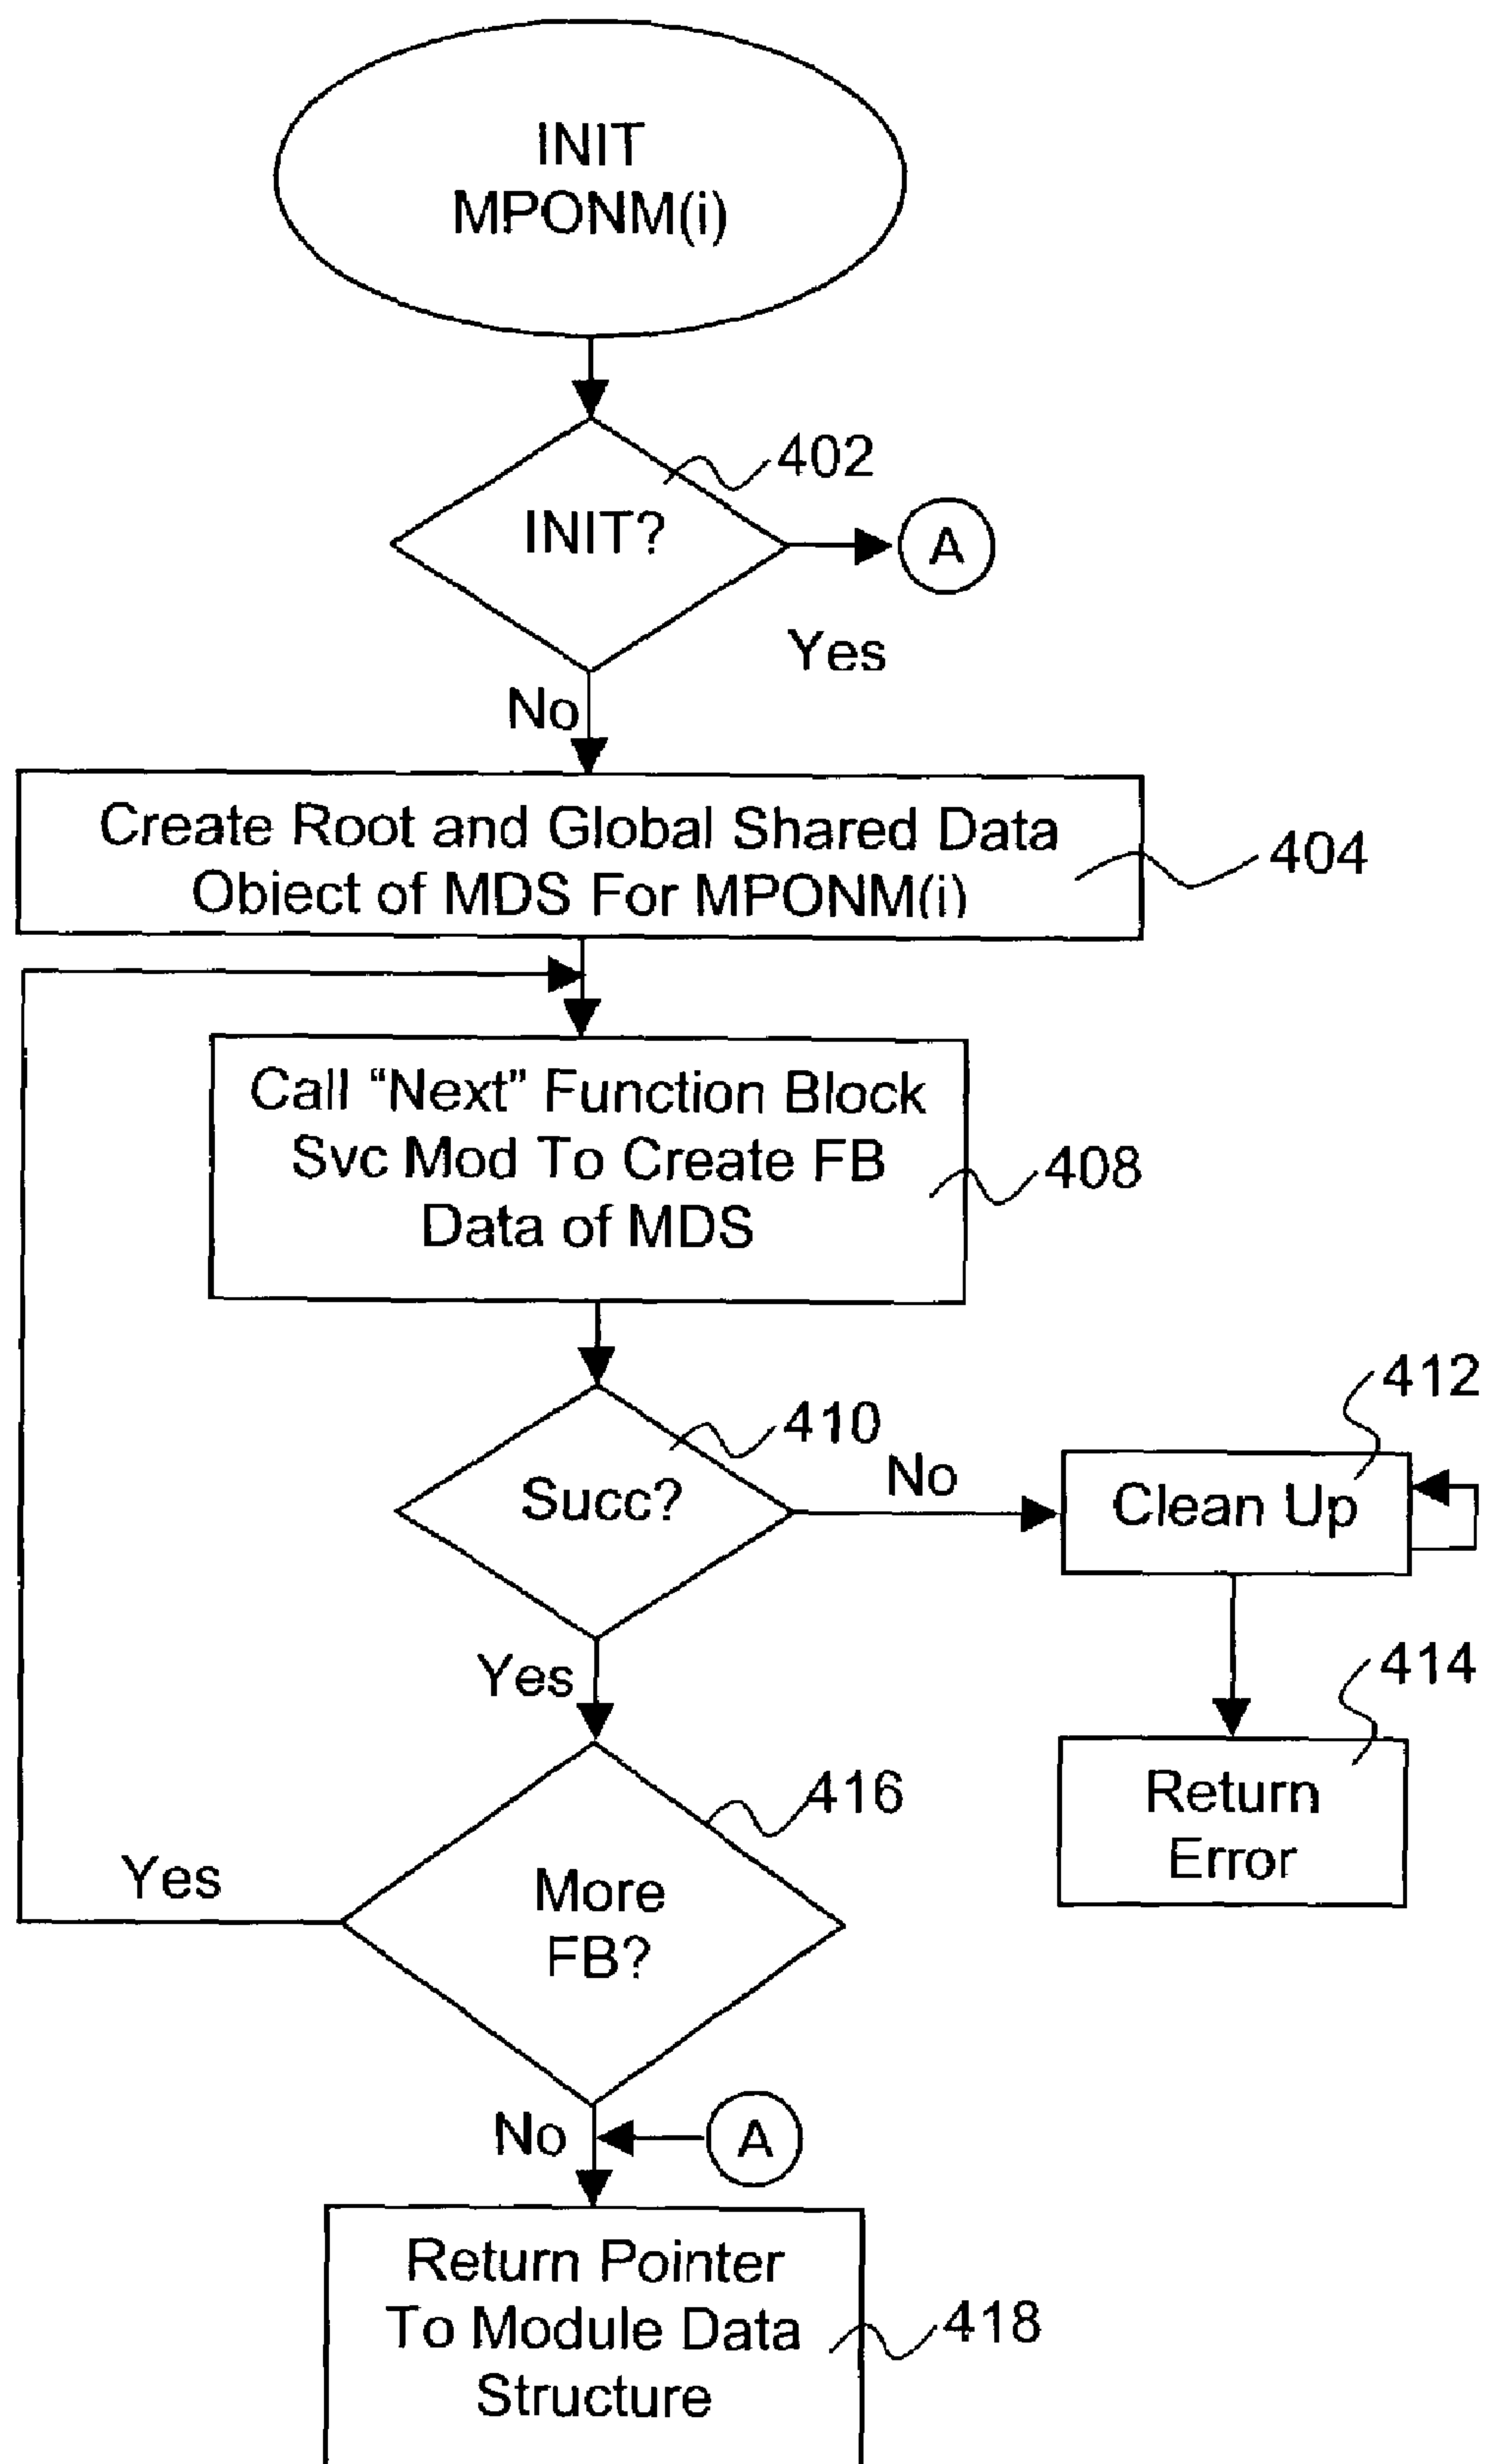 INIT
MPONM(i)
402
INIT?
A
Yes
No
Create Root and Global Shared Data
Object of MDS For MPONM(i)
404
Call “Next” Function Block
Svc Mod To Create FB
Data of MDS
408
410
Succ?
No
412
Clean Up
Yes
414
Return
Error
416
More
FB?
Yes
No
A
Return Pointer
To Module Data
Structure
418